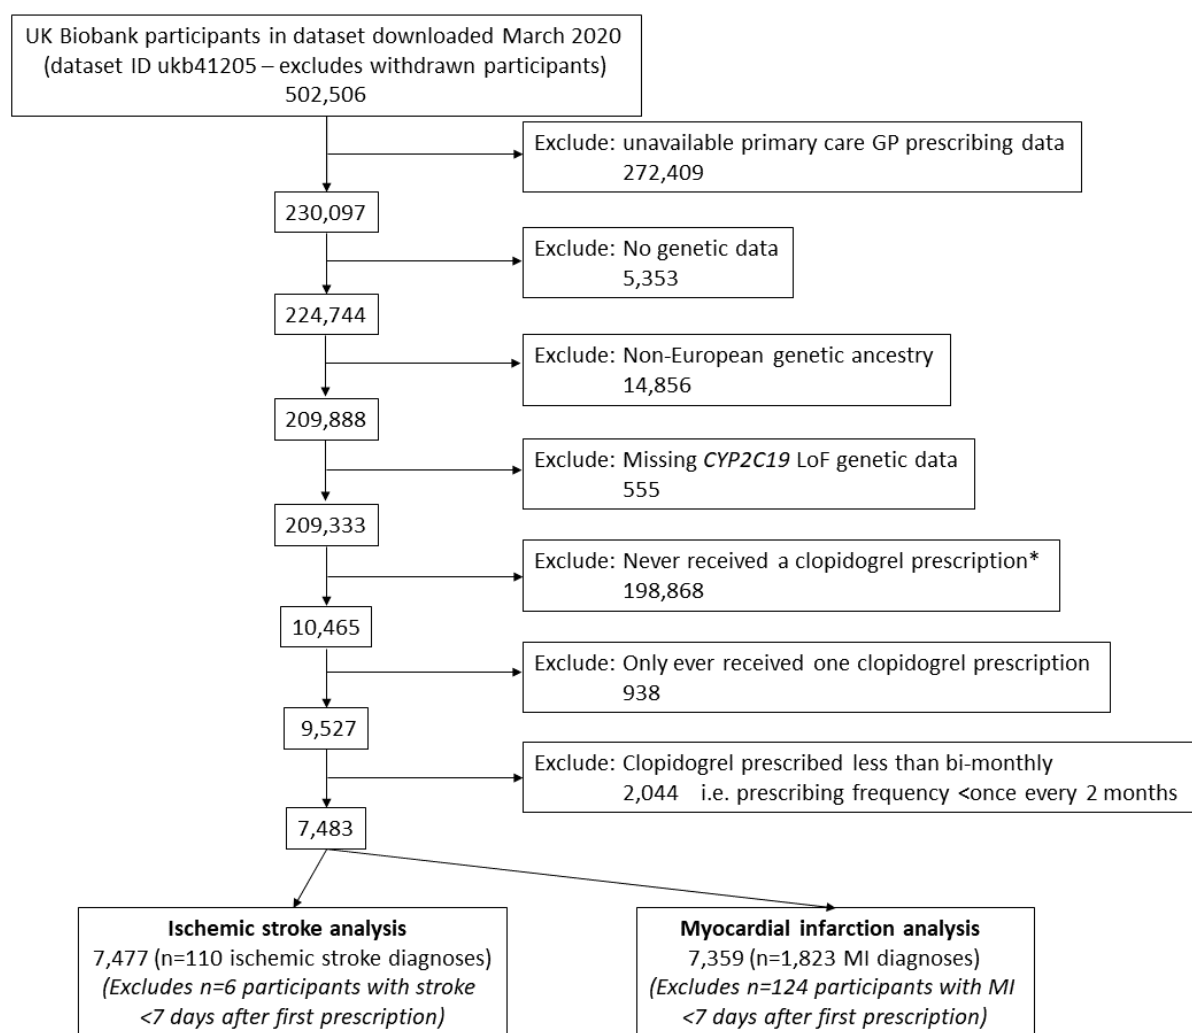 UK Biobank participants in dataset downloaded March 2020
(dataset ID ukb41205 – excludes withdrawn participants)
502,506
Exclude: unavailable primary care GP prescribing data
272,409
230,097
Exclude: No genetic data
5,353
224,744
Exclude: Non-European genetic ancestry
14,856
209,888
Exclude: Missing CYP2C19 LoF genetic data
555
209,333
Exclude: Never received a clopidogrel prescription*
198,868
10,465
Exclude: Only ever received one clopidogrel prescription
938
9,527
Exclude: Clopidogrel prescribed less than bi-monthly
2,044 i.e. prescribing frequency <once every 2 months
7,483
Ischemic stroke analysis
7,477 (n=110 ischemic stroke diagnoses)
(Excludes n=6 participants with stroke
<7 days after first prescription)
Myocardial infarction analysis
7,359 (n=1,823 MI diagnoses)
(Excludes n=124 participants with MI
<7 days after first prescription)